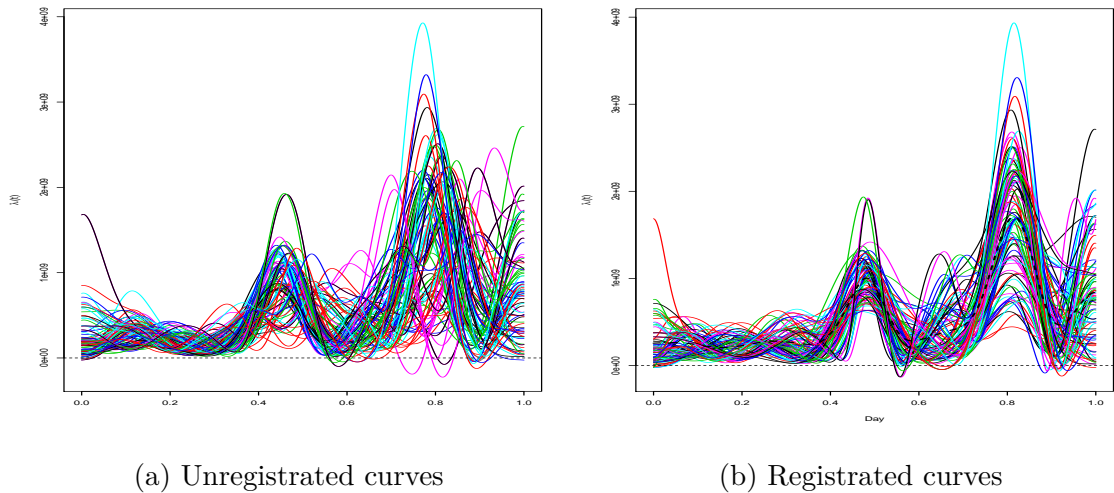 4e+09
3e+09
2e+09
1e+09
0e+00
λ(t)
0.0 0.2 0.4 0.6 0.8 1.0
(a) Unregistrated curves
4e+09
3e+09
2e+09
1e+09
0e+00
λ(t)
0.0 0.2 0.4 0.6 0.8 1.0
Day
(b) Registrated curves